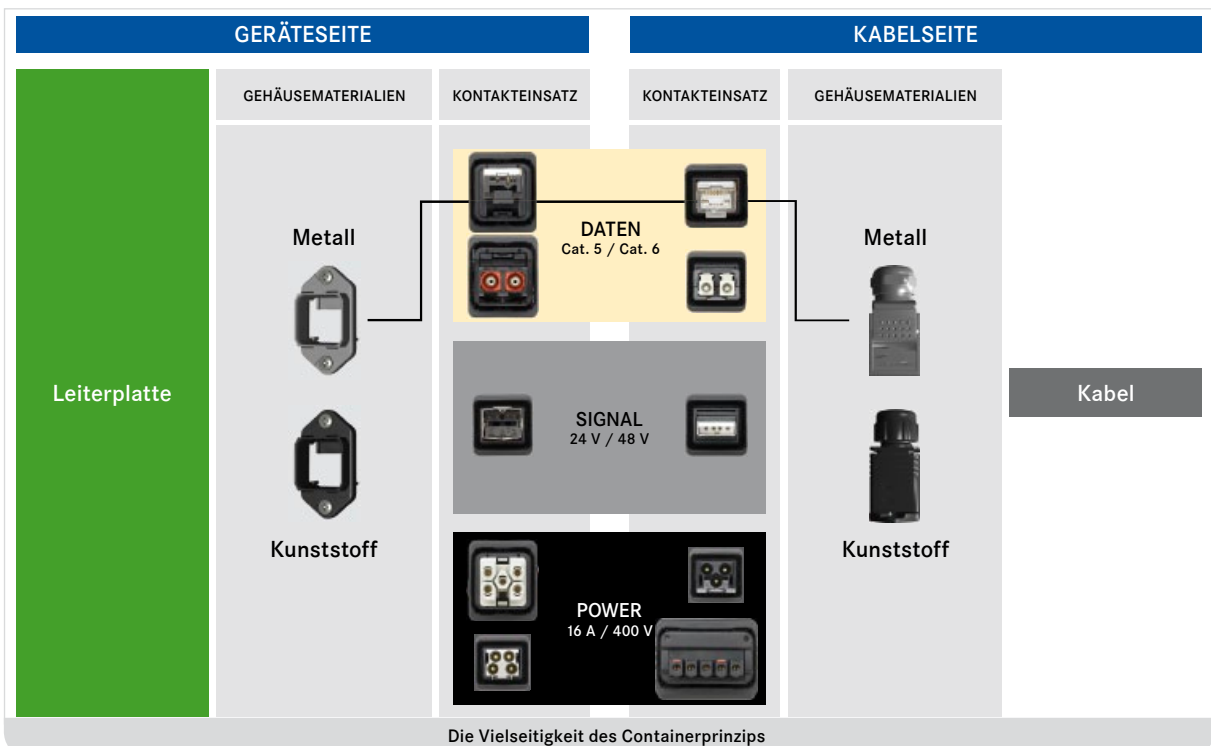 GERÄTESEITE
KABELSEITE
GEHÄUSEMATERIALIEN
KONTAKTEINSATZ
KONTAKTEINSATZ
GEHÄUSEMATERIALIEN
Leiterplatte
Metall
Kunststoff
DATEN
Cat. 5 / Cat. 6
SIGNAL
24 V / 48 V
POWER
16 A / 400 V
Metall
Kunststoff
Kabel
Die Vielseitigkeit des Containerprinzips